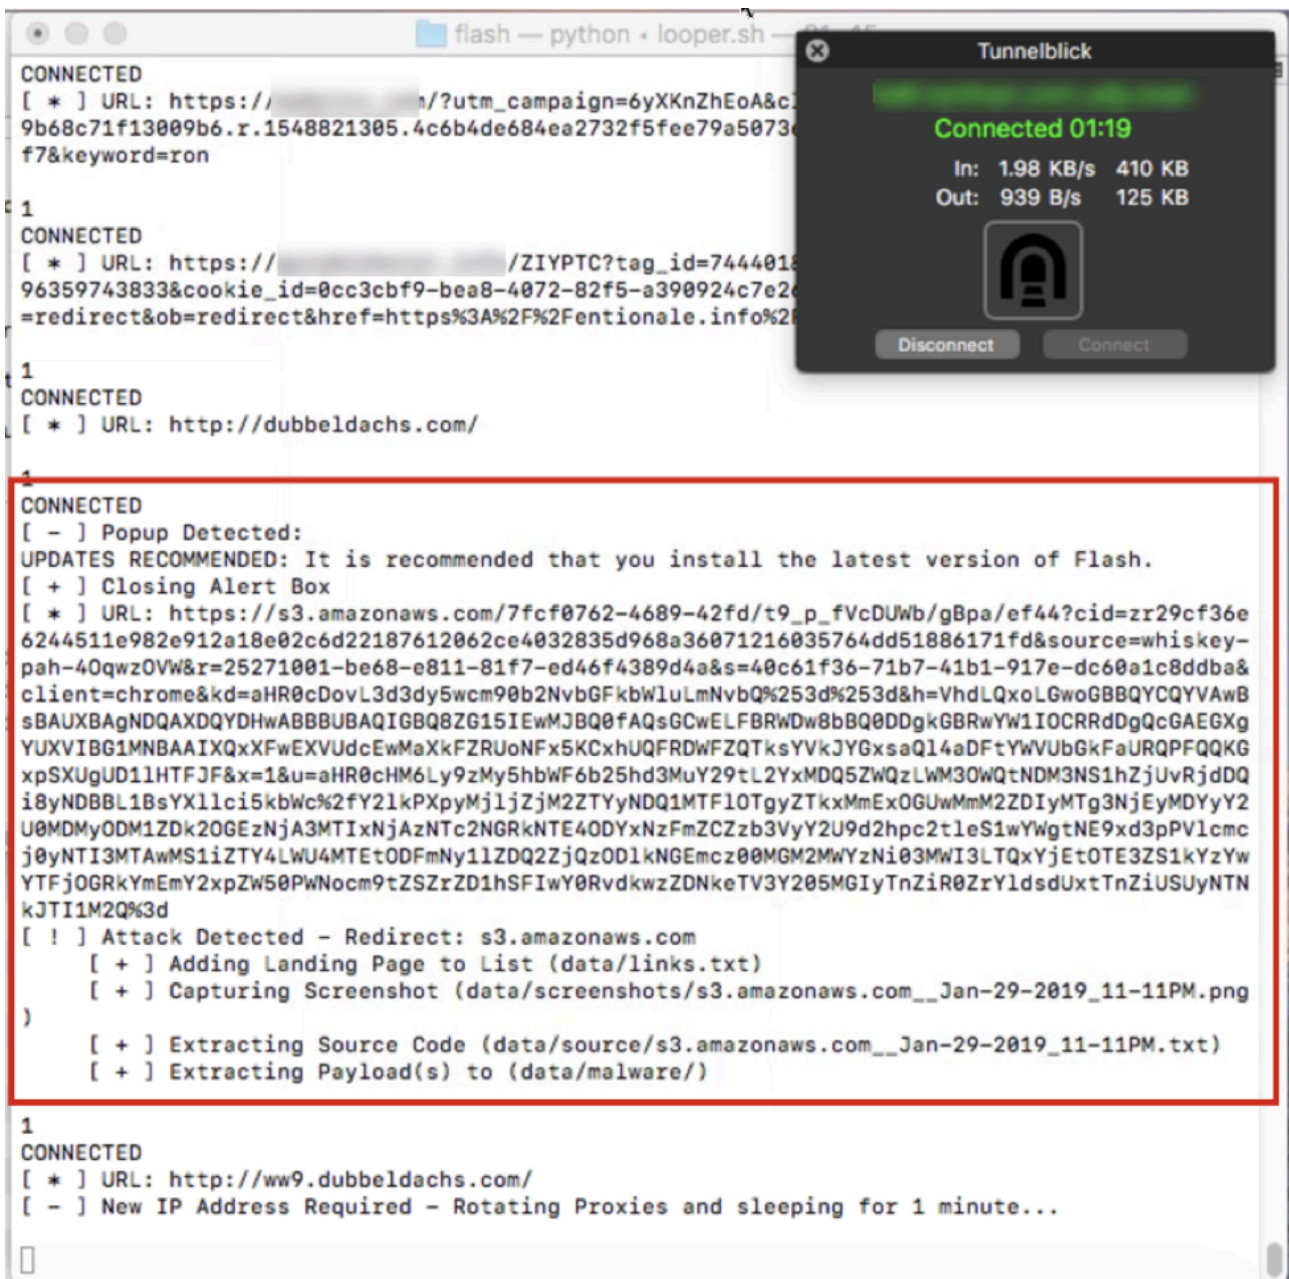 flash — python • looper.sh —
CONNECTED
[ * ] URL: https:// /?utm_campaign=6yXKnZhEoA&c
9b68c71f13009b6.r.1548821305.4c6b4de684ea2732f5fee79a5073
f7&keyword=ron
1
CONNECTED
[ * ] URL: https:// /ZIYPTC?tag_id=7444018
96359743833&cookie_id=0cc3cbf9-bea8-4072-82f5-a390924c7e2
=redirect&ob=redirect&href=https%3A%2F%2Fentionale.info%2
Tunnelblick
Connected 01:19
In: 1.98 KB/s 410 KB
Out: 939 B/s 125 KB
Disconnect Connect
1
CONNECTED
[ * ] URL: http://dubbeldachs.com/
1
CONNECTED
[ - ] Popup Detected:
UPDATES RECOMMENDED: It is recommended that you install the latest version of Flash.
[ + ] Closing Alert Box
[ * ] URL: https://s3.amazonaws.com/7fcf0762-4689-42fd/t9_p_fVcDUWb/gBpa/ef44?cid=zr29cf36e
6244511e982e912a18e02c6d22187612062ce4032835d968a36071216035764dd51886171fd&source=whiskey-
pah-4OqwzOVW&r=25271001-be68-e811-81f7-ed46f4389d4a&s=40c61f36-71b7-41b1-917e-dc60a1c8ddba&
client=chrome&kd=aHR0cDovL3d3dy5wcm90b2NvbGFkbWluLmNvbQ%253d%253d&h=VhdLQxoLGwoGBBQYCQYVAwB
sBAUXBAgNDQAXDQYDHwABBBUBAQIGBQ8ZG15IEwMJBQ0fAQsGCwELFBRWDw8bBQ0DDgkGBRwYW1IOCRRdDgQcGAEGXg
YUXVIBG1MNBAAIXQxXFwEXVUdcEwMaXkFZRUoNFx5KCxhUQFRDWFZQTksYVkJYGxsaQl4aDFtYWVUbGkFaURQPFQQKG
xpSXUgUD1lHTFJF&x=1&u=aHR0cHM6Ly9zMy5hbWF6b25hd3MuY29tL2YxMDQ5ZWQzLWM3OWQtNDM3NS1hZjUvRjdDQ
i8yNDBBL1BsYXllci5kbWc%2fY2lkPXpyMjljZjM2ZTYyNDQ1MTFlOTgyZTkxMmExOGUwMmM2ZDIyMTg3NjEyMDYyY2
U0MDMyODM1ZDk2OGEzNjA3MTIxNjAzNTc2NGRkNTE4ODYxNzFmZCZzb3VyY2U9d2hpc2tleS1wYWgtNE9xd3pPVlcmc
j0yNTI3MTAwMS1iZTY4LWU4MTEtODFmNy1lZDQ2ZjQzODlkNGEmcz00MGM2MWYzNi03MWI3LTQxYjEtOTE3ZS1kYzYw
YTFjOGRkYmEmY2xpZW50PWNocm9tZSZrZD1hSFIwY0RvdkwzZDNkeTV3Y205MGIyTnZiR0ZrYldsdUxtTnZiUSUyNTN
kJTI1M2Q%3d
[ ! ] Attack Detected – Redirect: s3.amazonaws.com
[ + ] Adding Landing Page to List (data/links.txt)
[ + ] Capturing Screenshot (data/screenshots/s3.amazonaws.com__Jan-29-2019_11-11PM.png
)
[ + ] Extracting Source Code (data/source/s3.amazonaws.com__Jan-29-2019_11-11PM.txt)
[ + ] Extracting Payload(s) to (data/malware/)
1
CONNECTED
[ * ] URL: http://ww9.dubbeldachs.com/
[ - ] New IP Address Required – Rotating Proxies and sleeping for 1 minute...